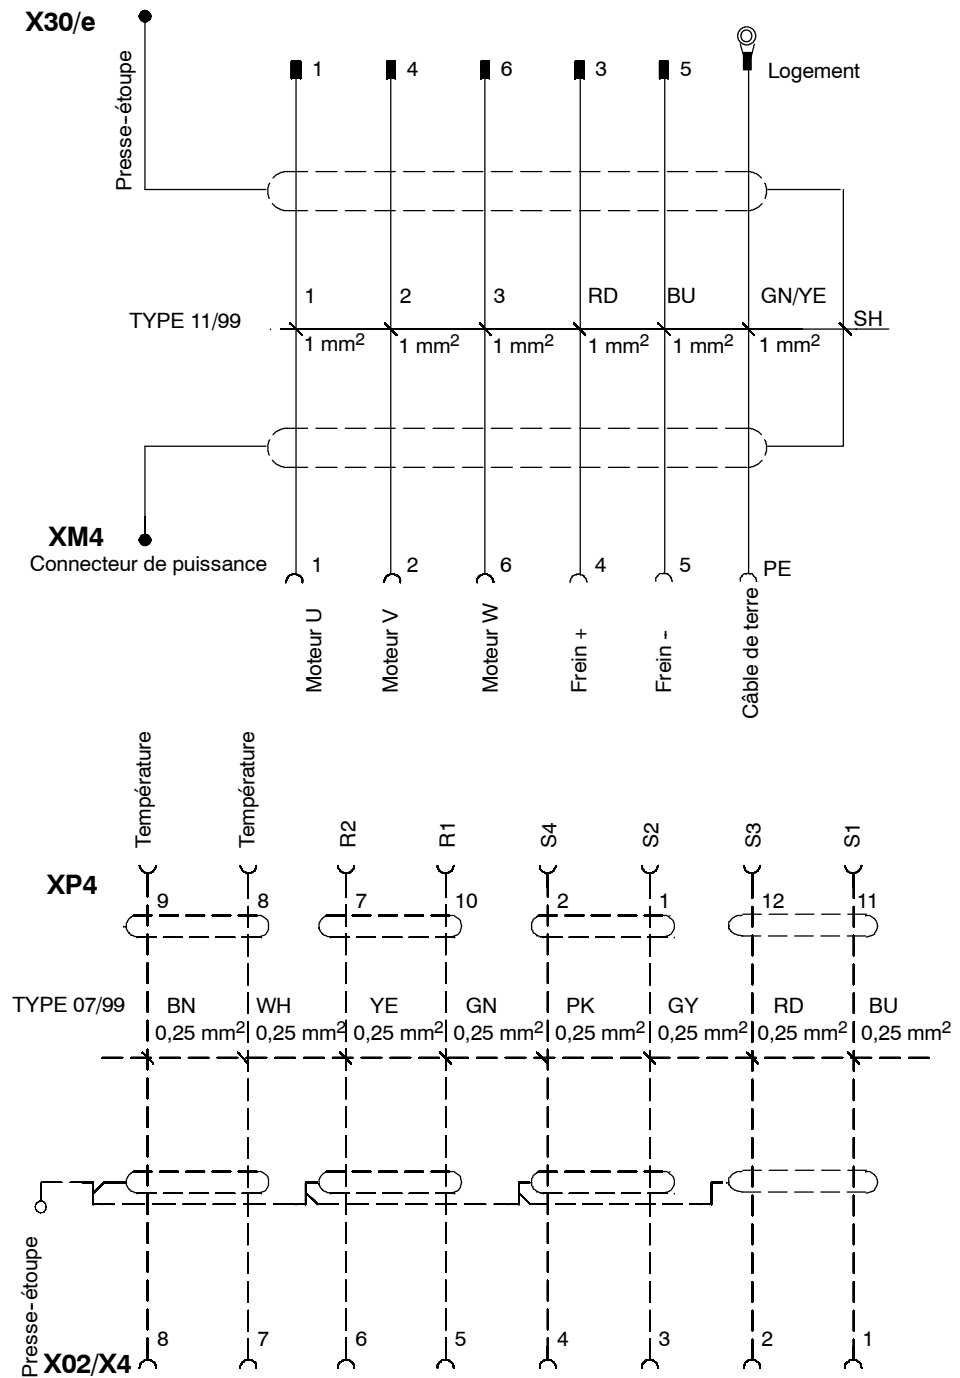 X30/e
Presse-étoupe
1 4 6 3 5
Logement
1 2 3 RD BU GN/YE
TYPE 11/99
SH
1 mm² 1 mm² 1 mm² 1 mm² 1 mm² 1 mm²
XM4
Connecteur de puissance
1 2 6 4 5 PE
Moteur U
Moteur V
Moteur W
Frein +
Frein -
Câble de terre
Température
Température
R2
R1
S4
S2
S3
S1
XP4
9 8 7 10 2 1 12 11
TYPE 07/99
BN WH YE GN PK GY RD BU
0,25 mm² 0,25 mm² 0,25 mm² 0,25 mm² 0,25 mm² 0,25 mm² 0,25 mm² 0,25 mm²
Presse-étoupe
8 7 6 5 4 3 2 1
X02/X4